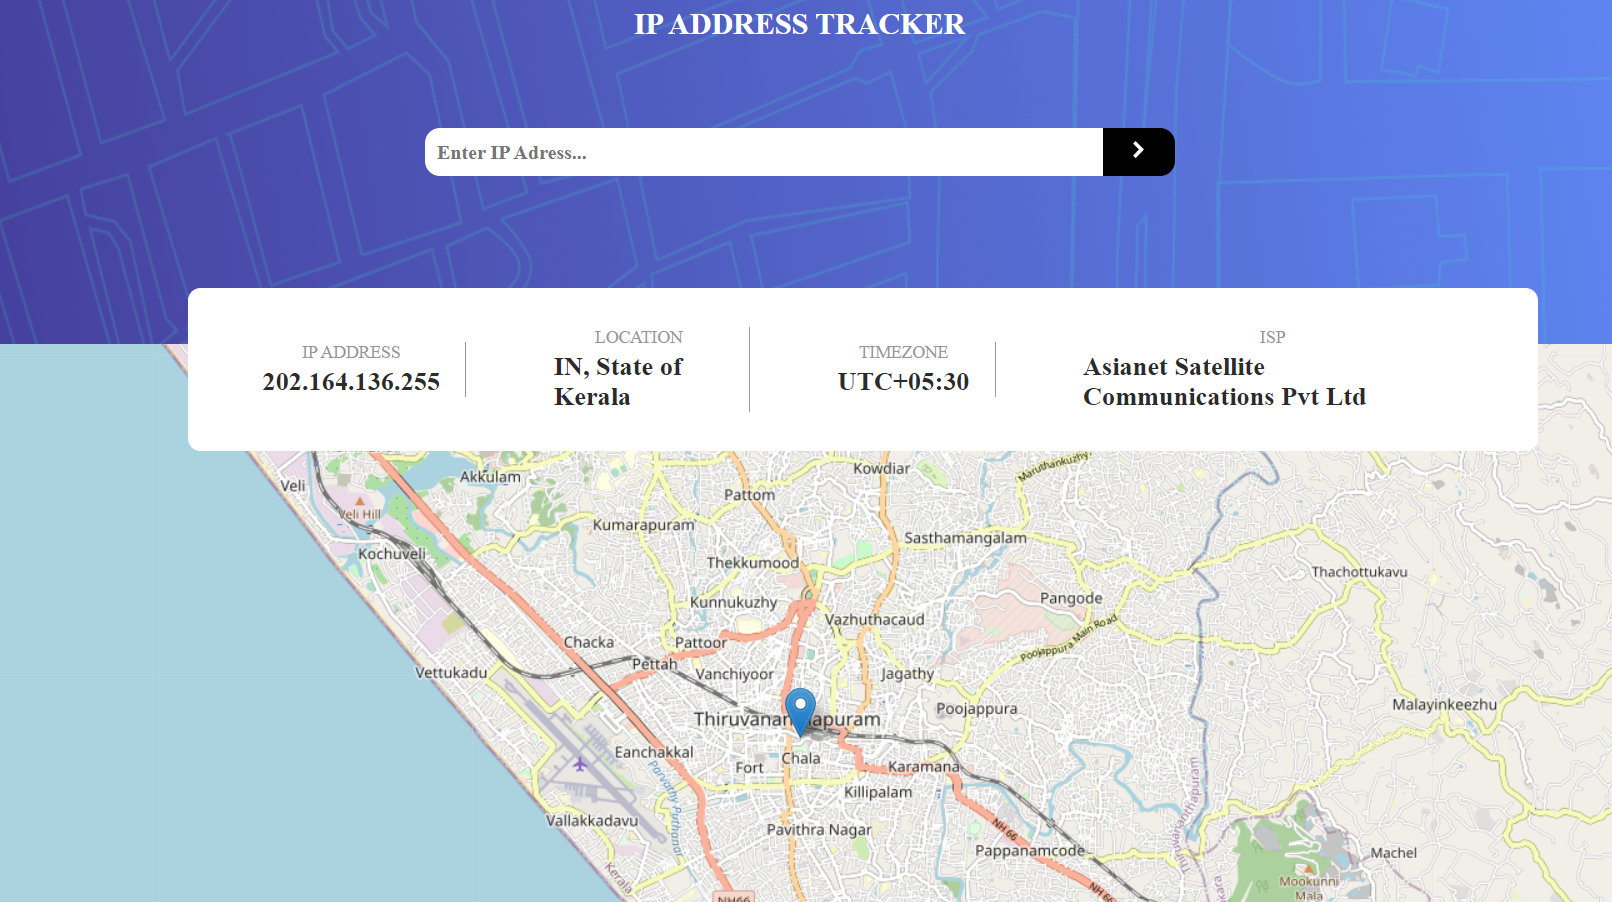 IP ADDRESS TRACKER
Enter IP Adress...
IP ADDRESS
202.164.136.255
LOCATION
IN, State of
Kerala
TIMEZONE
UTC+05:30
ISP
Asianet Satellite
Communications Pvt Ltd
Kowdiar
Maruthankuzhy
Akkulam
Veli
Pattom
Veli Hill
Kumarapuram
Sasthamangalam
Kochuveli
Thekkumood
Thachottukavu
Kunnukuzhy
Pangode
Vazhuthacaud
Poojappura Main Road
Chacka
Pattoor
Pettah
Vettukadu
Vanchiyoor
Jagathy
Malayinkeezhu
Poojappura
Eanchakkal
Chala
Fort
Karamana
Parvathy Puthanar
Thiruvananthapuram
Killipalam
Vallakkadavu
Pavithra Nagar
NH 66
Pappanamcode
Machel
Kerala
Mookunni
Mala
NH66
NH 66